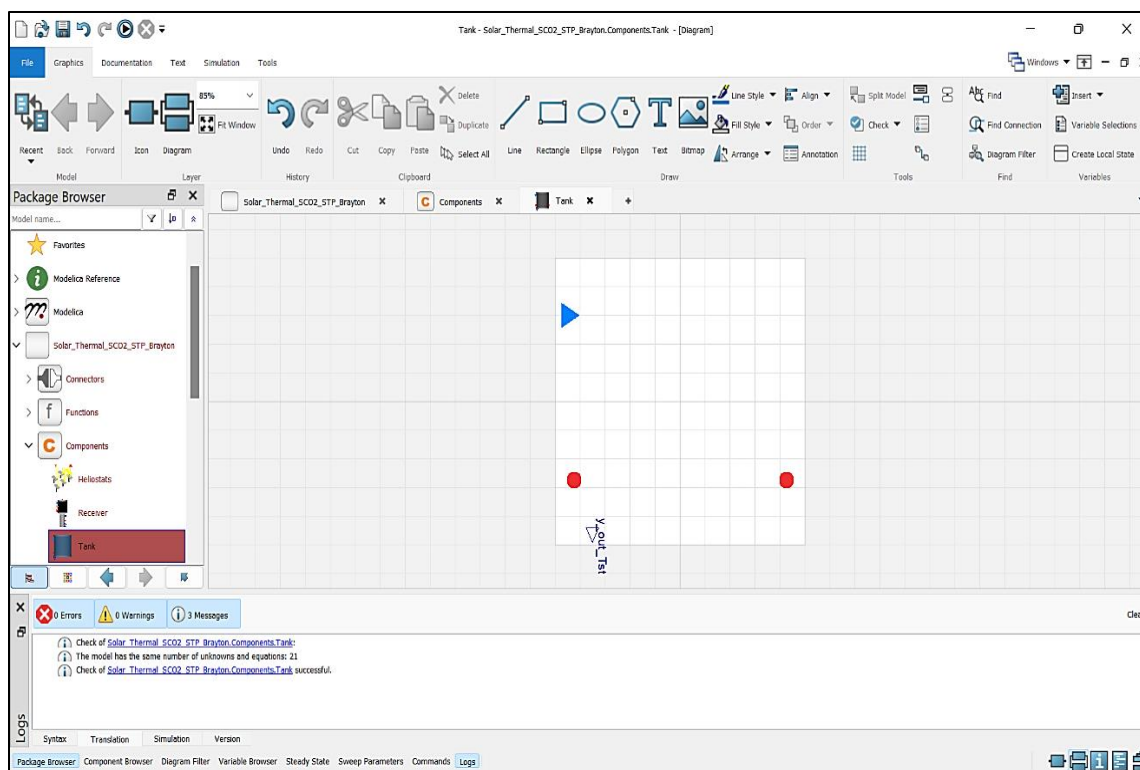 Tank - Solar_Thermal_SCO2_STP_Brayton.Components.Tank - [Diagram]
File Graphics Documentation Text Simulation Tools Windows
85%
Fit Window
Delete
Duplicate
Select All
Line Style Align
Fill Style Order
Arrange Annotation
Split Model
Check
Abc Find
Find Connection
Diagram Filter
Insert
Variable Selections
Create Local State
Recent Back Forward Icon Diagram Undo Redo Cut Copy Paste Line Rectangle Ellipse Polygon Text Bitmap
Model Layer History Clipboard Draw Tools Find Variables
Package Browser
Model name...
Favorites
Modelica Reference
Modelica
Solar_Thermal_SCO2_STP_Brayton
Connectors
f Functions
C Components
Heliostats
Receiver
Tank
Solar_Thermal_SCO2_STP_Brayton C Components Tank
y_out_Tst
0 Errors 0 Warnings 3 Messages Clea
Check of Solar_Thermal_SCO2_STP_Brayton.Components.Tank:
The model has the same number of unknowns and equations: 21
Check of Solar_Thermal_SCO2_STP_Brayton.Components.Tank successful.
Logs
Syntax Translation Simulation Version
Package Browser Component Browser Diagram Filter Variable Browser Steady State Sweep Parameters Commands Logs